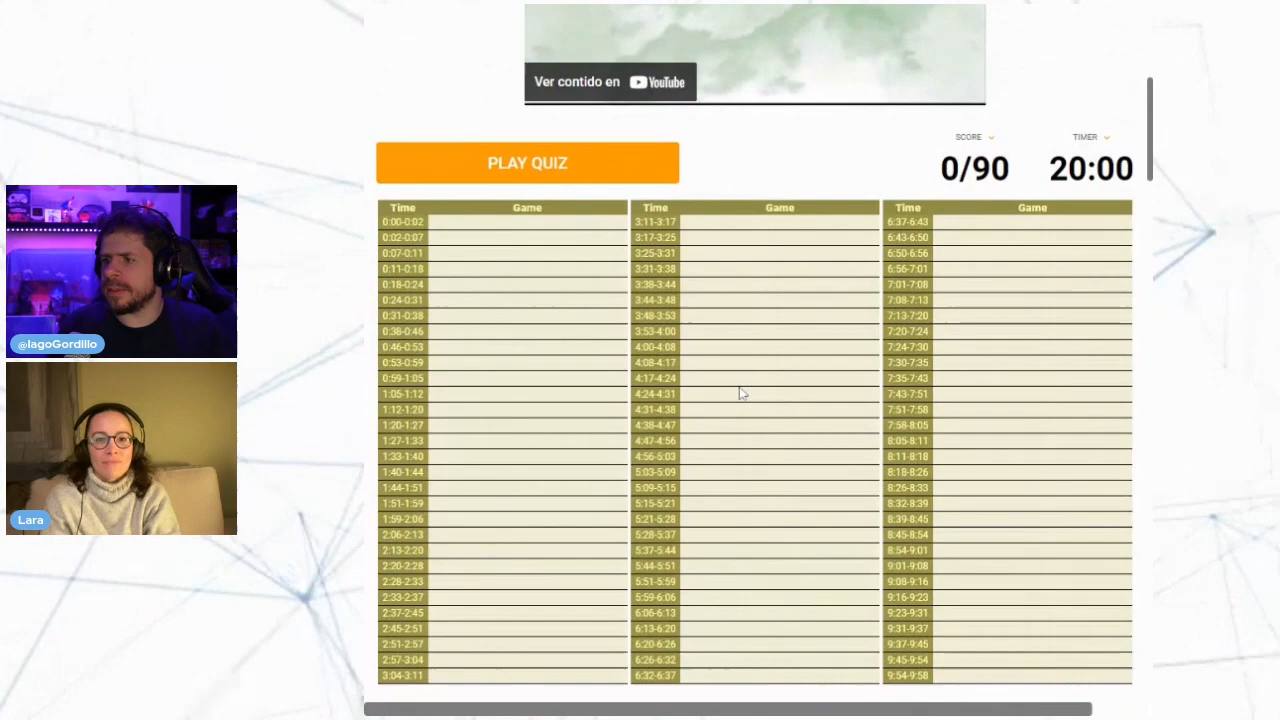 Ver contido en YouTube
PLAY QUIZ
SCORE
0/90
TIMER
20:00
Time Game Time Game Time Game
0:00-0:02 3:11-3:17 6:37-6:43
0:02-0:07 3:17-3:25 6:43-6:50
0:07-0:11 3:25-3:31 6:50-6:56
0:11-0:18 3:31-3:38 6:56-7:01
0:18-0:24 3:38-3:44 7:01-7:08
0:24-0:31 3:44-3:48 7:08-7:13
0:31-0:38 3:48-3:53 7:13-7:20
0:38-0:46 3:53-4:00 7:20-7:24
0:46-0:53 4:00-4:08 7:24-7:30
0:53-0:59 4:08-4:17 7:30-7:35
0:59-1:05 4:17-4:24 7:35-7:43
1:05-1:12 4:24-4:31 7:43-7:51
1:12-1:20 4:31-4:38 7:51-7:58
1:20-1:27 4:38-4:47 7:58-8:05
1:27-1:33 4:47-4:56 8:05-8:11
1:33-1:40 4:56-5:03 8:11-8:18
1:40-1:44 5:03-5:09 8:18-8:26
1:44-1:51 5:09-5:15 8:26-8:33
1:51-1:59 5:15-5:21 8:32-8:39
1:59-2:06 5:21-5:28 8:39-8:45
2:06-2:13 5:28-5:37 8:45-8:54
2:13-2:20 5:37-5:44 8:54-9:01
2:20-2:28 5:44-5:51 9:01-9:08
2:28-2:33 5:51-5:59 9:08-9:16
2:33-2:37 5:59-6:06 9:16-9:23
2:37-2:45 6:06-6:13 9:23-9:31
2:45-2:51 6:13-6:20 9:31-9:37
2:51-2:57 6:20-6:26 9:37-9:45
2:57-3:04 6:26-6:32 9:45-9:54
3:04-3:11 6:32-6:37 9:54-9:58
@IagoGordillo
Lara